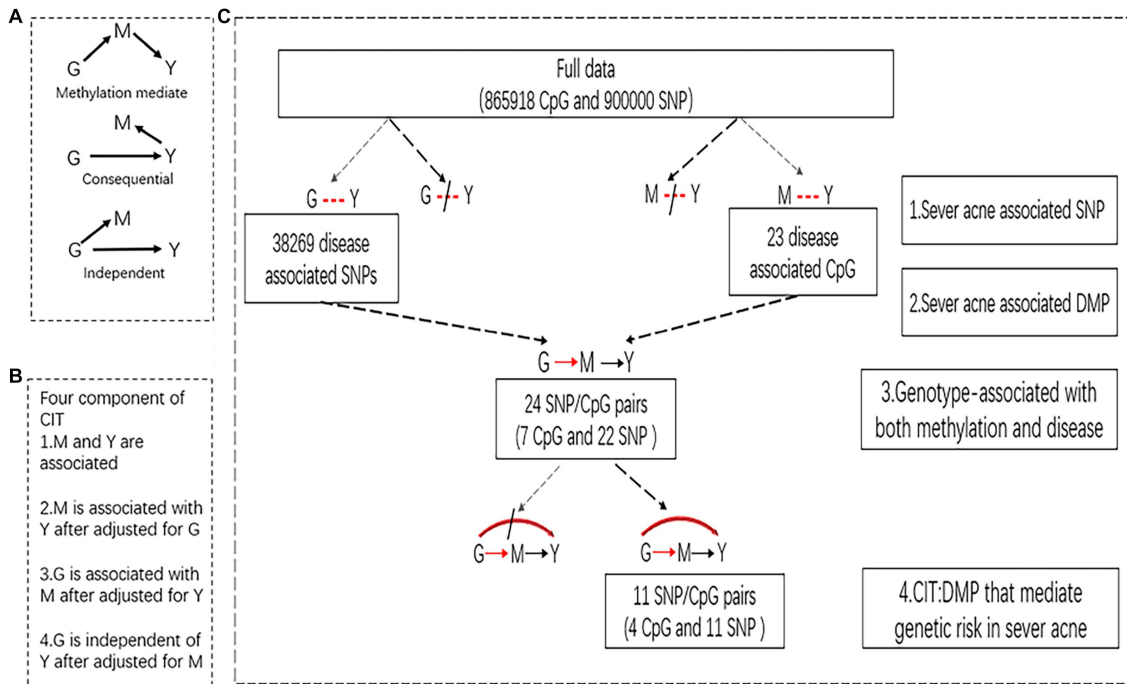 A
M
G Y
Methylation mediate
M
G Y
Consequential
M
G Y
Independent
B
Four component of
CIT
1.M and Y are
associated
2.M is associated with
Y after adjusted for G
3.G is associated with
M after adjusted for Y
4.G is independent of
Y after adjusted for M
C
Full data
(865918 CpG and 900000 SNP)
G --- Y
G --- Y
M --- Y
M --- Y
38269 disease
associated SNPs
23 disease
associated CpG
1.Sever acne associated SNP
2.Sever acne associated DMP
G → M → Y
24 SNP/CpG pairs
(7 CpG and 22 SNP )
3.Genotype-associated with
both methylation and disease
G → M → Y
G → M → Y
11 SNP/CpG pairs
(4 CpG and 11 SNP )
4.CIT:DMP that mediate
genetic risk in sever acne